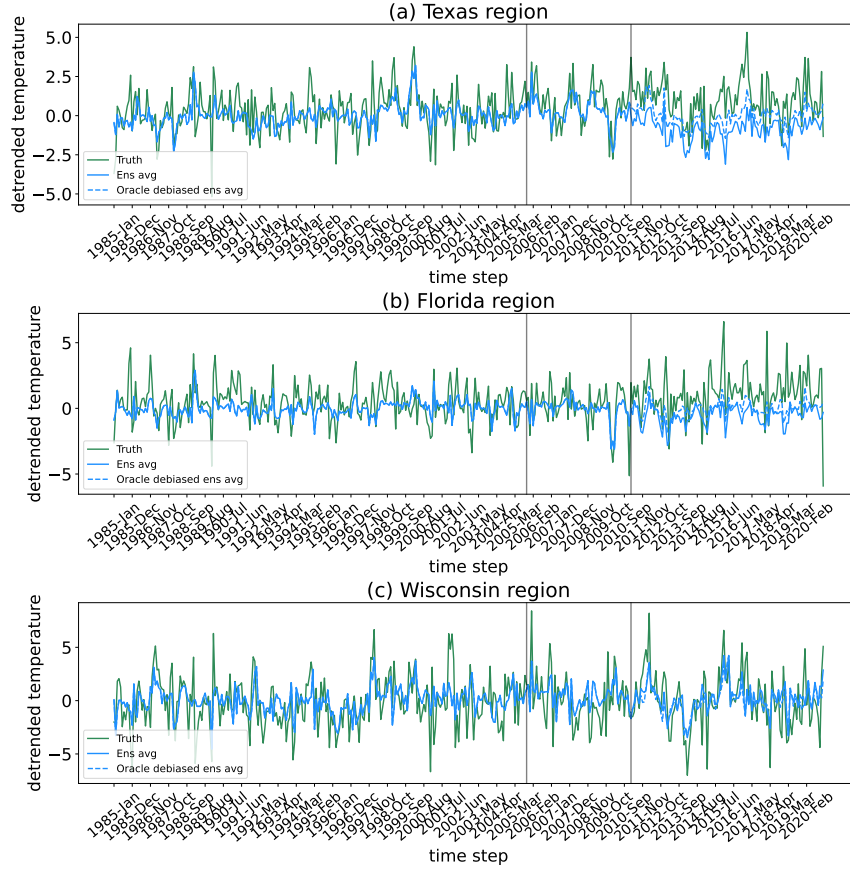 (a) Texas region
detrended temperature
5.0
2.5
0.0
−2.5
−5.0
Truth
Ens avg
Oracle debiased ens avg
1985-Jan
1985-Dec
1986-Nov
1987-Oct
1988-Sep
1989-Aug
1990-Jul
1991-Jun
1992-May
1993-Apr
1994-Mar
1995-Feb
1996-Jan
1996-Dec
1997-Nov
1998-Oct
1999-Sep
2000-Aug
2001-Jul
2002-Jun
2003-May
2004-Apr
2005-Mar
2006-Feb
2007-Jan
2007-Dec
2008-Nov
2009-Oct
2010-Sep
2011-Nov
2012-Oct
2013-Sep
2014-Aug
2015-Jul
2016-Jun
2017-May
2018-Apr
2019-Mar
2020-Feb
time step
(b) Florida region
detrended temperature
5
0
−5
Truth
Ens avg
Oracle debiased ens avg
1985-Jan
1985-Dec
1986-Nov
1987-Oct
1988-Sep
1989-Aug
1990-Jul
1991-Jun
1992-May
1993-Apr
1994-Mar
1995-Feb
1996-Jan
1996-Dec
1997-Nov
1998-Oct
1999-Sep
2000-Aug
2001-Jul
2002-Jun
2003-May
2004-Apr
2005-Mar
2006-Feb
2007-Jan
2007-Dec
2008-Nov
2009-Oct
2010-Sep
2011-Nov
2012-Oct
2013-Sep
2014-Aug
2015-Jul
2016-Jun
2017-May
2018-Apr
2019-Mar
2020-Feb
time step
(c) Wisconsin region
detrended temperature
5
0
−5
Truth
Ens avg
Oracle debiased ens avg
1985-Jan
1985-Dec
1986-Nov
1987-Oct
1988-Sep
1989-Aug
1990-Jul
1991-Jun
1992-May
1993-Apr
1994-Mar
1995-Feb
1996-Jan
1996-Dec
1997-Nov
1998-Oct
1999-Sep
2000-Aug
2001-Jul
2002-Jun
2003-May
2004-Apr
2005-Mar
2006-Feb
2007-Jan
2007-Dec
2008-Nov
2009-Oct
2010-Sep
2011-Nov
2012-Oct
2013-Sep
2014-Aug
2015-Jul
2016-Jun
2017-May
2018-Apr
2019-Mar
2020-Feb
time step